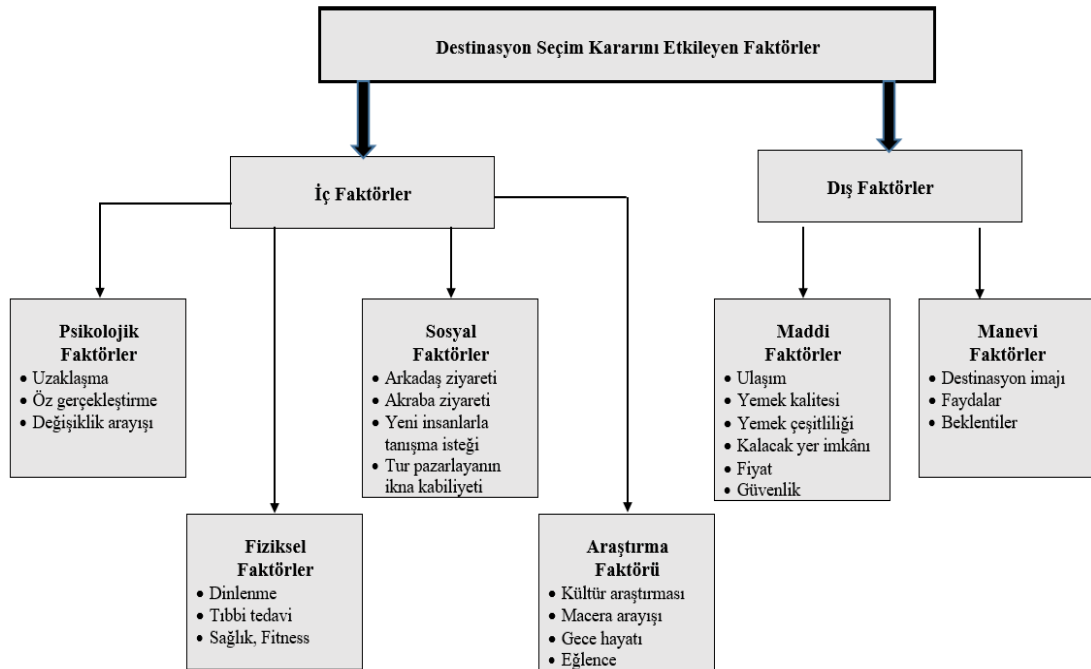 Destinasyon Seçim Kararını Etkileyen Faktörler
İç Faktörler
Dış Faktörler
Psikolojik
Faktörler
• Uzaklaşma
• Öz gerçekleştirme
• Değişiklik arayışı
Sosyal
Faktörler
• Arkadaş ziyareti
• Akraba ziyareti
• Yeni insanlarla
tanışma isteği
• Tur pazarlayanın
ikna kabiliyeti
Maddi
Faktörler
• Ulaşım
• Yemek kalitesi
• Yemek çeşitliliği
• Kalacak yer imkânı
• Fiyat
• Güvenlik
Manevi
Faktörler
• Destinasyon imajı
• Faydalar
• Beklentiler
Fiziksel
Faktörler
• Dinlenme
• Tıbbi tedavi
• Sağlık, Fitness
Araştırma
Faktörü
• Kültür araştırması
• Macera arayışı
• Gece hayatı
• Eğlence